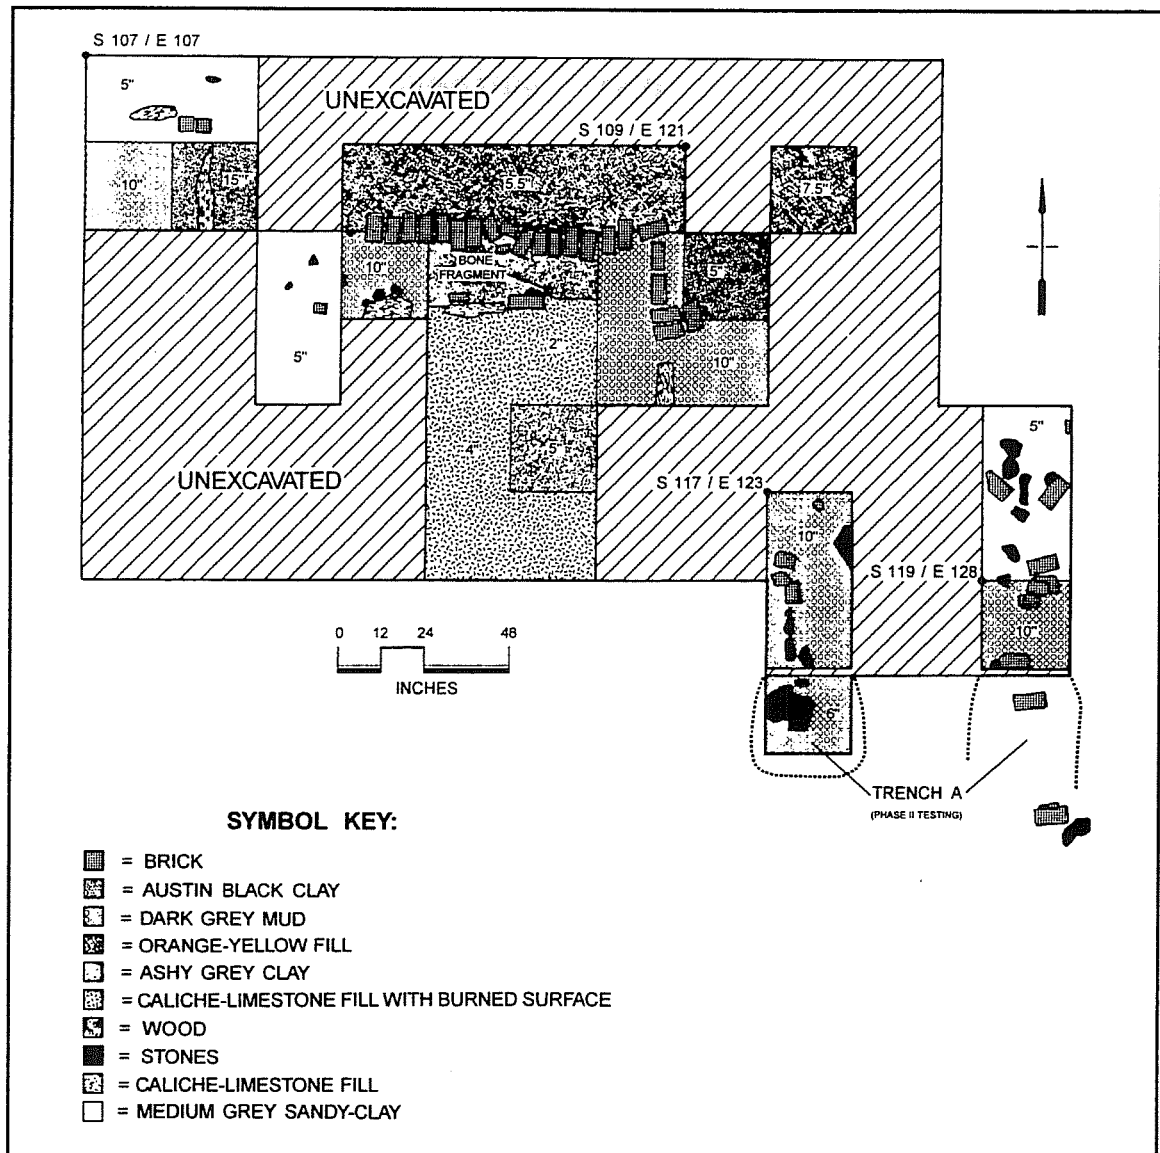 S 107 / E 107
5"
UNEXCAVATED
S 109 / E 121
10"
15"
5.5"
7.5"
BONE
FRAGMENT
10"
5"
5"
2"
10"
4"
5"
5"
UNEXCAVATED
S 117 / E 123
10"
S 119 / E 128
10"
0 12 24 48
INCHES
6"
TRENCH A
(PHASE II TESTING)
SYMBOL KEY:
= BRICK
= AUSTIN BLACK CLAY
= DARK GREY MUD
= ORANGE-YELLOW FILL
= ASHY GREY CLAY
= CALICHE-LIMESTONE FILL WITH BURNED SURFACE
= WOOD
= STONES
= CALICHE-LIMESTONE FILL
= MEDIUM GREY SANDY-CLAY